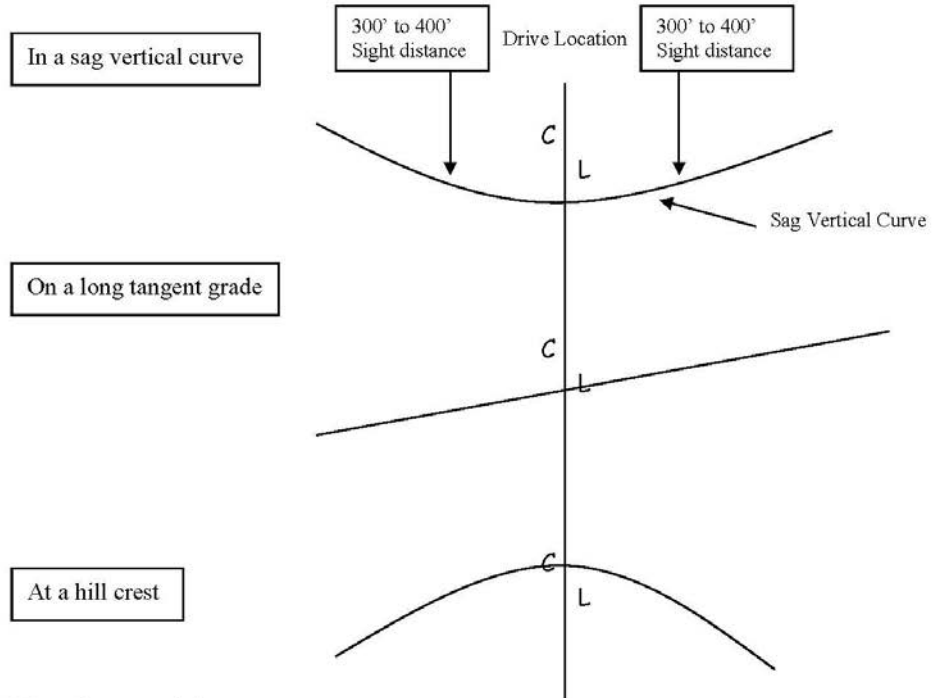 300' to 400'
Sight distance
Drive Location
300' to 400'
Sight distance
In a sag vertical curve
C
L
Sag Vertical Curve
On a long tangent grade
C
L
C
At a hill crest
L